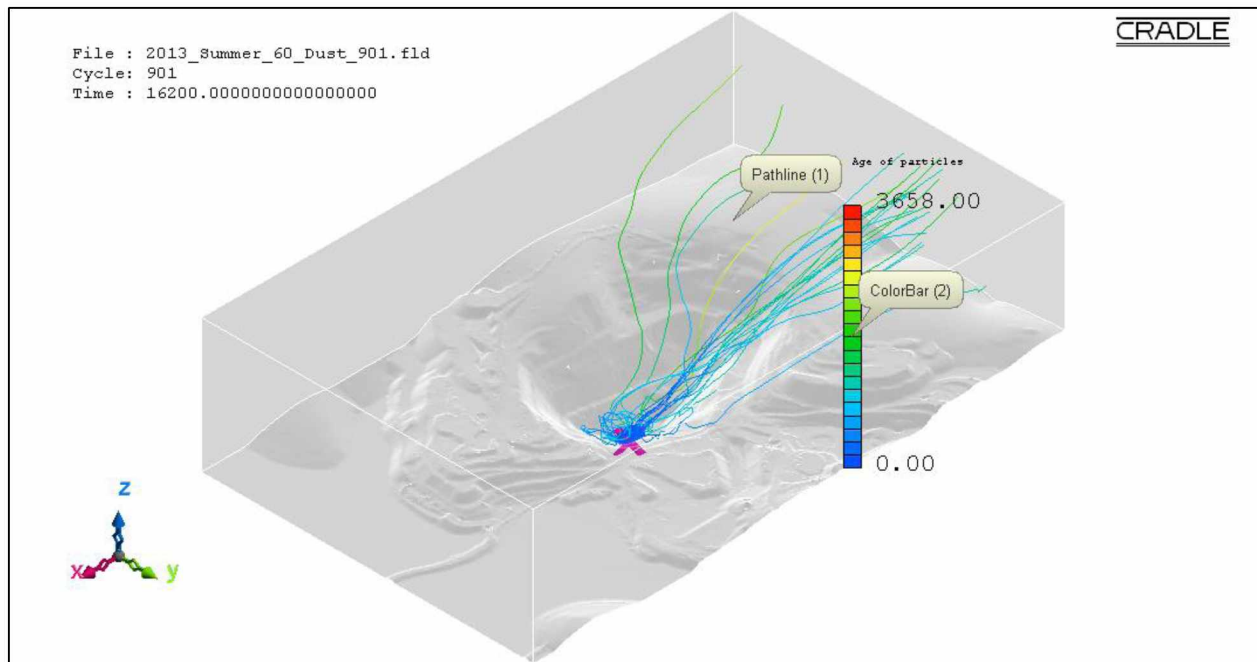 File : 2013_Summer_60_Dust_901.fld
Cycle: 901
Time : 16200.0000000000000000
CRADLE
Pathline (1)
Age of particles
3658.00
ColorBar (2)
0.00
z
x
y